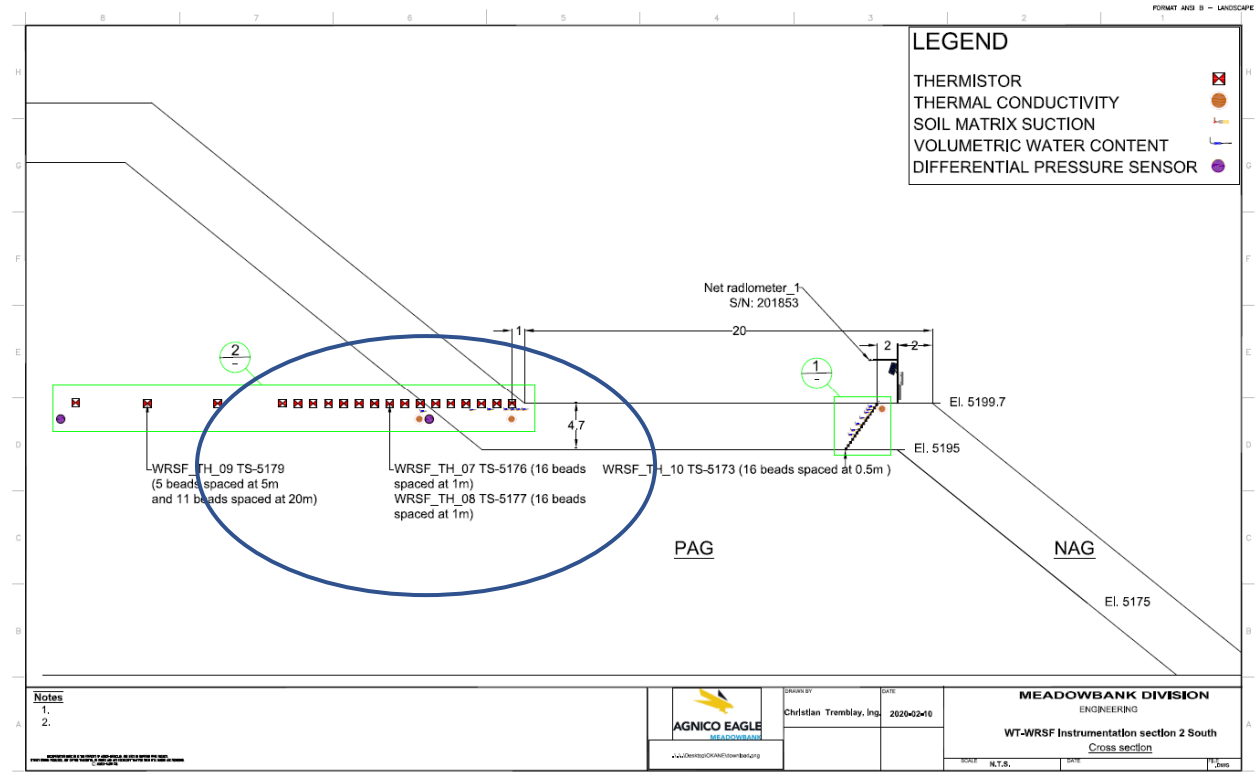 FORMAT ANSI B - LANDSCAPE
8 7 6 5 4 3 2 1
H
G
F
E
D
C
B
A
H
G
F
E
D
C
B
A
LEGEND
THERMISTOR
THERMAL CONDUCTIVITY
SOIL MATRIX SUCTION
VOLUMETRIC WATER CONTENT
DIFFERENTIAL PRESSURE SENSOR
Net radiometer_1
S/N: 201853
1
20
2
2
2
-
1
-
4,7
El. 5199.7
El. 5195
WRSF_TH_09 TS-5179
(5 beads spaced at 5m
and 11 beads spaced at 20m)
WRSF_TH_07 TS-5176 (16 beads
spaced at 1m)
WRSF_TH_08 TS-5177 (16 beads
spaced at 1m)
WRSF_TH_10 TS-5173 (16 beads spaced at 0.5m )
PAG
NAG
El. 5175
Notes
1.
2.
AGNICO EAGLE
MEADOWBANK
DRAWN BY
Christian Tremblay, ing.
DATE
2020-02-10
MEADOWBANK DIVISION
ENGINEERING
WT-WRSF Instrumentation section 2 South
Cross section
SCALE
N.T.S.
DATE